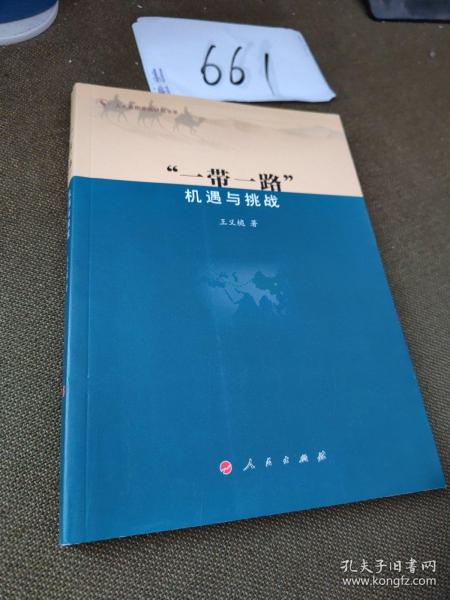 661
“一带一路”
机遇与挑战
王义桅 著
人民出版社
孔夫子旧书网
www.kongfz.com